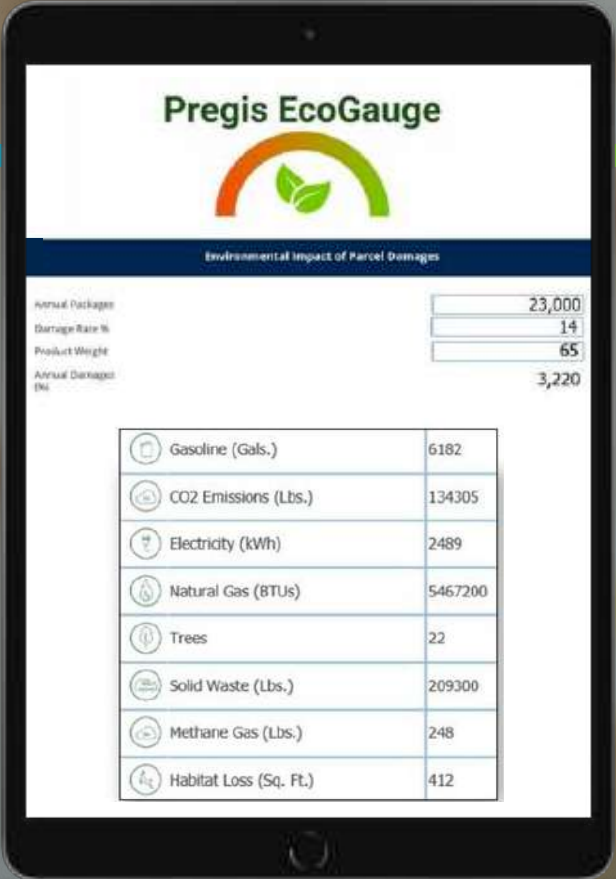 Pregis EcoGauge
Environmental Impact of Parcel Damages
Annual Packages 23,000
Damage Rate % 14
Product Weight 65
Annual Damages 3,220
Gasoline (Gals.) 6182
CO2 Emissions (Lbs.) 134305
Electricity (kWh) 2489
Natural Gas (BTUs) 5467200
Trees 22
Solid Waste (Lbs.) 209300
Methane Gas (Lbs.) 248
Habitat Loss (Sq. Ft.) 412